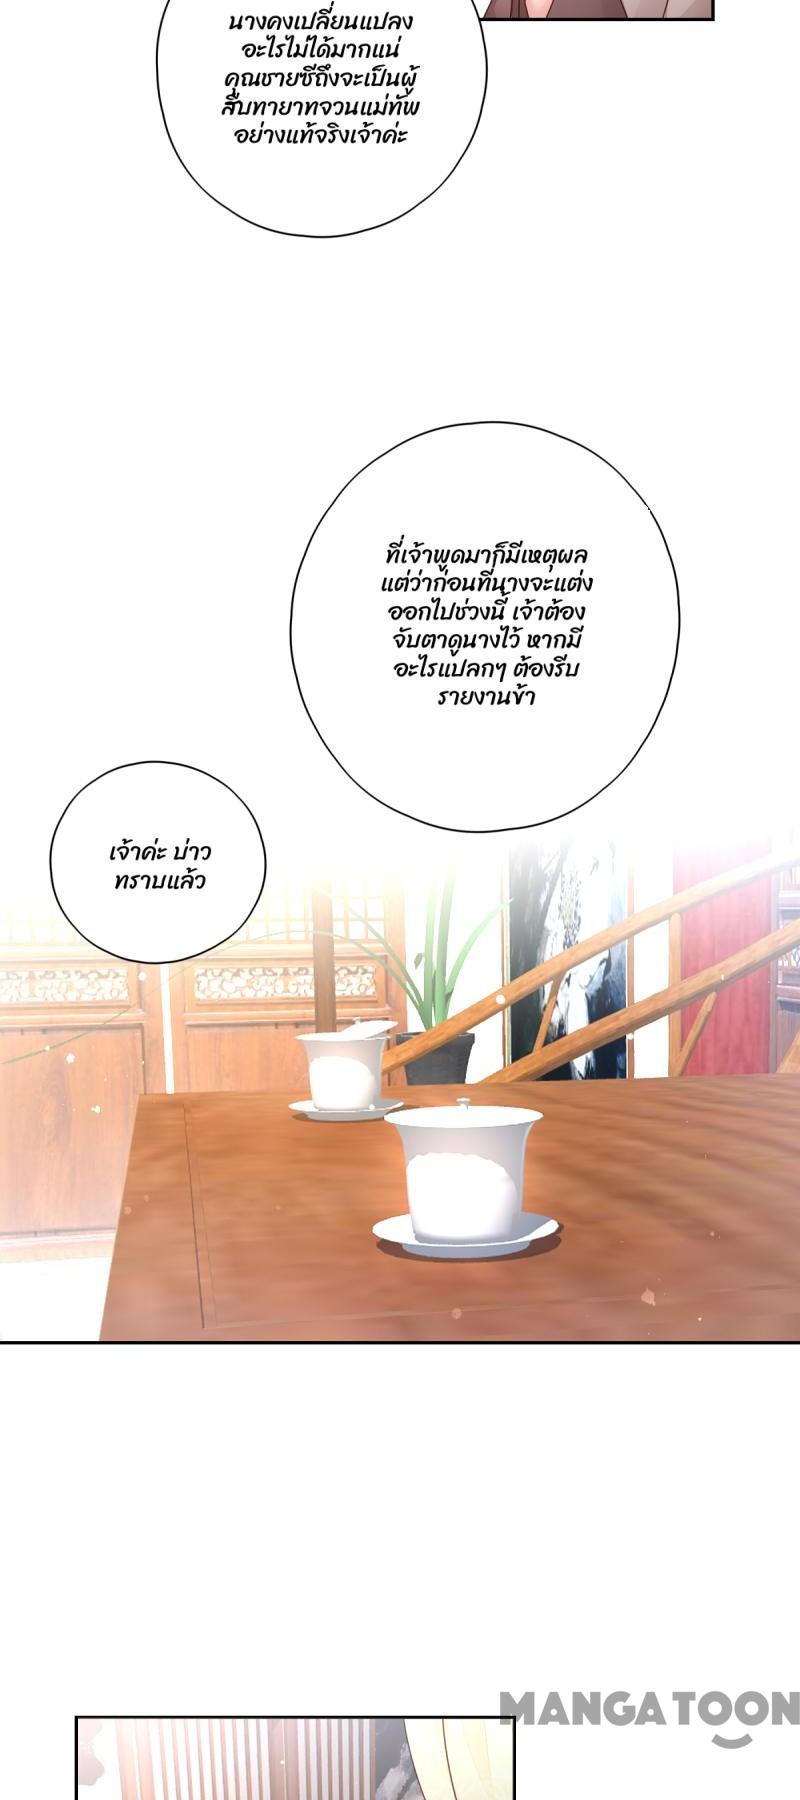 นางคงเปลี่ยนแปลง
อะไรไม่ได้มากแน่
คุณชายซีถึงจะเป็นผู้
สืบทายาทจวนแม่ทัพ
อย่างแท้จริงเจ้าค่ะ
ที่เจ้าพูดมาก็มีเหตุผล
แต่ว่าก่อนที่นางจะแต่ง
ออกไปช่วงนี้ เจ้าต้อง
จับตาดูนางไว้ หากมี
อะไรแปลกๆ ต้องรีบ
รายงานข้า
เจ้าค่ะ บ่าว
ทราบแล้ว
MANGATOON